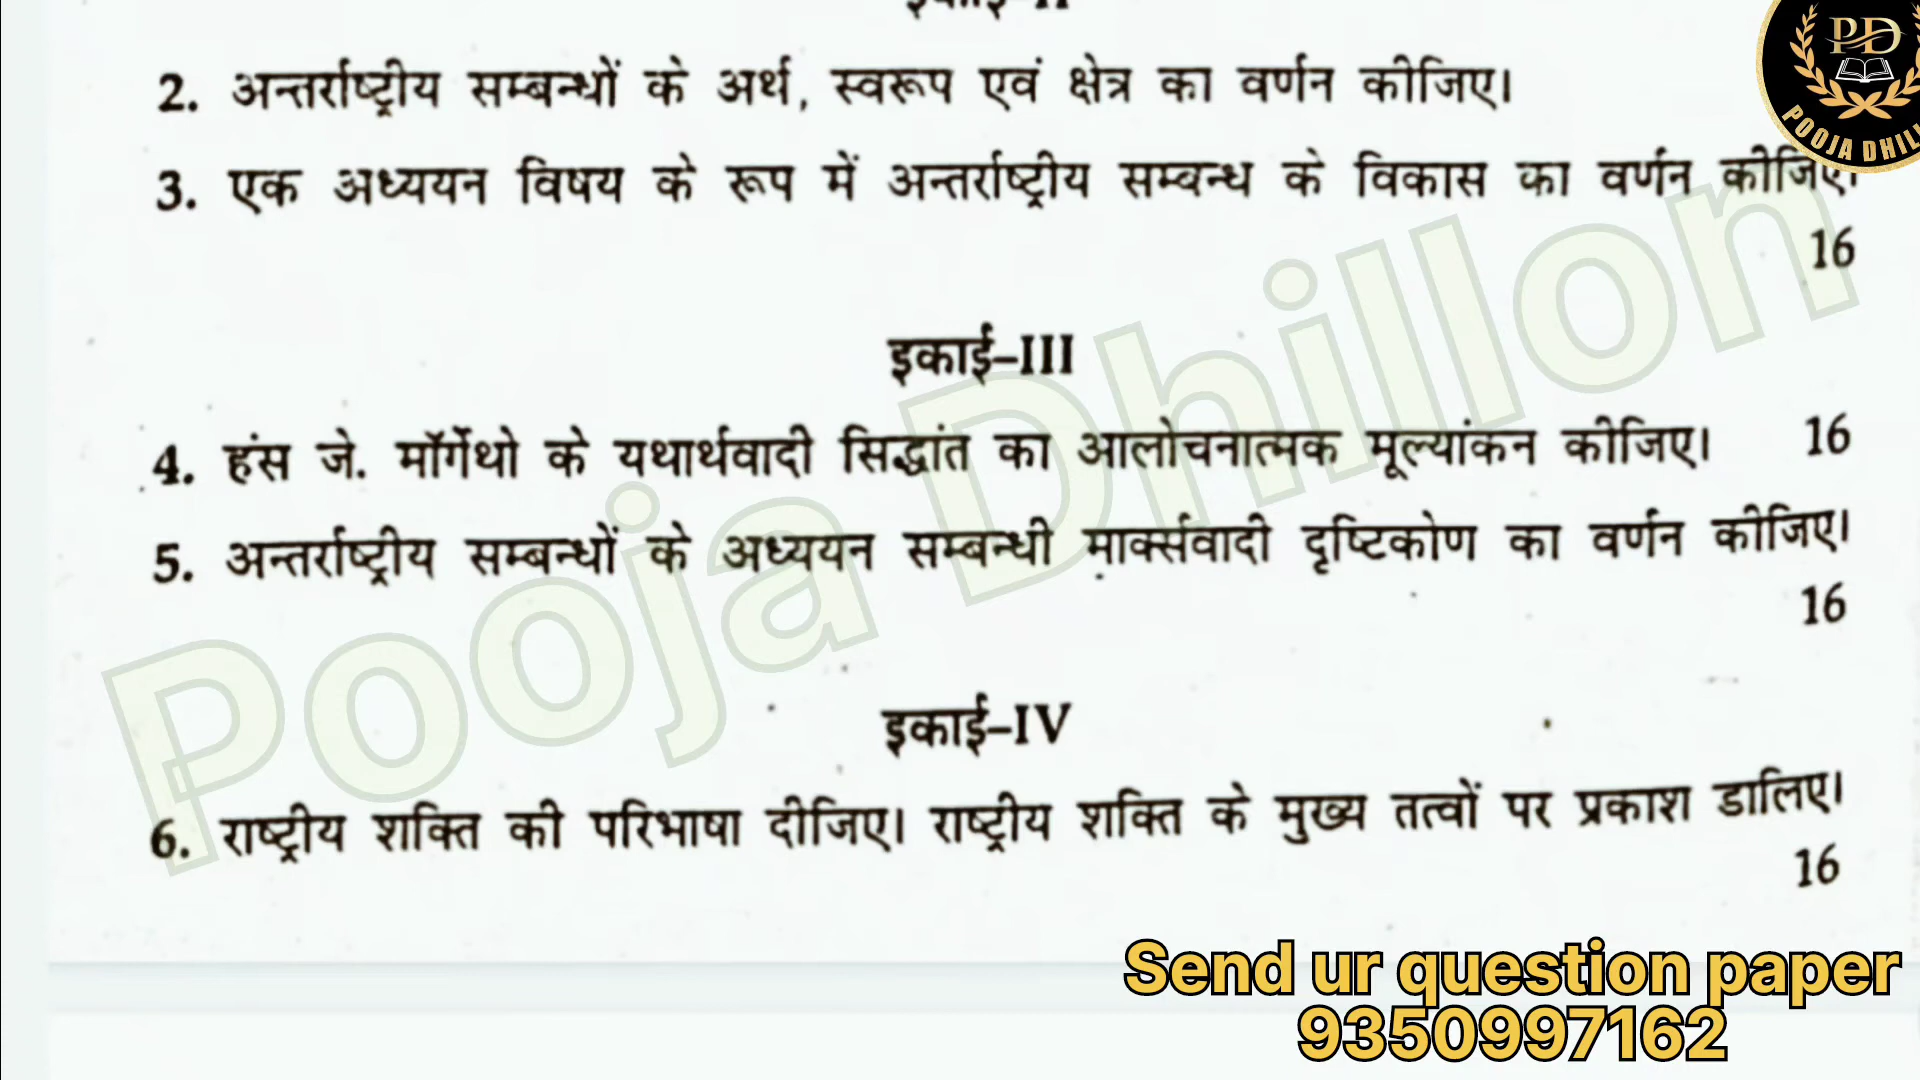 इकाई–II
PD
POOJA DHILL
2. अन्तर्राष्ट्रीय सम्बन्धों के अर्थ, स्वरूप एवं क्षेत्र का वर्णन कीजिए।
3. एक अध्ययन विषय के रूप में अन्तर्राष्ट्रीय सम्बन्ध के विकास का वर्णन कीजिए।
16
इकाई–III
4. हंस जे. मॉर्गेथो के यथार्थवादी सिद्धांत का आलोचनात्मक मूल्यांकन कीजिए। 16
5. अन्तर्राष्ट्रीय सम्बन्धों के अध्ययन सम्बन्धी मार्क्सवादी दृष्टिकोण का वर्णन कीजिए।
16
Pooja Dhillon
इकाई–IV
6. राष्ट्रीय शक्ति की परिभाषा दीजिए। राष्ट्रीय शक्ति के मुख्य तत्वों पर प्रकाश डालिए।
16
Send ur question paper
9350997162